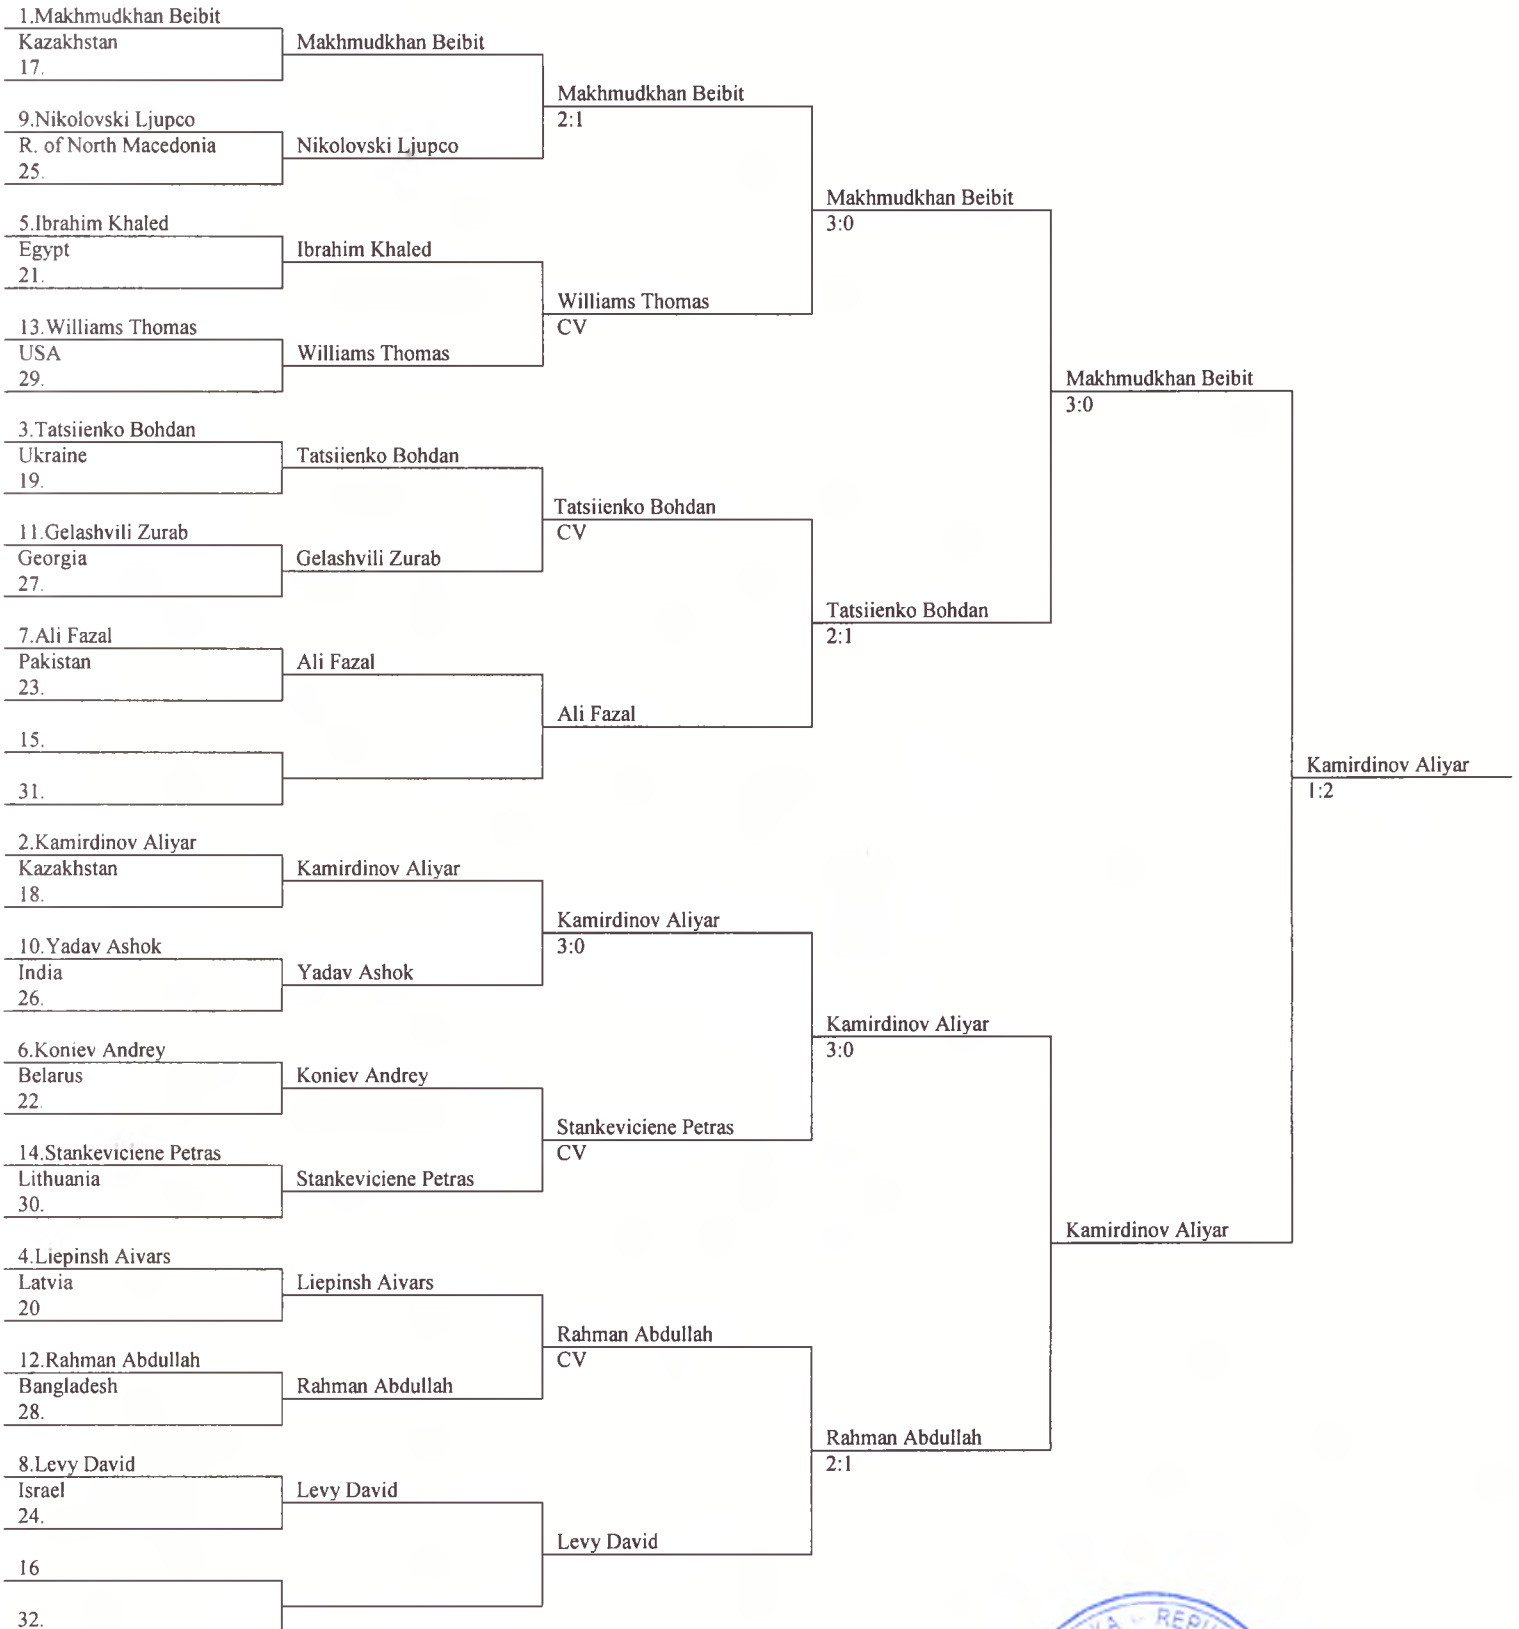 1.Makhmudkhan Beibit
Kazakhstan
17.
Makhmudkhan Beibit
Makhmudkhan Beibit
2:1
9.Nikolovski Ljupco
R. of North Macedonia
25.
Nikolovski Ljupco
Makhmudkhan Beibit
3:0
5.Ibrahim Khaled
Egypt
21.
Ibrahim Khaled
Williams Thomas
CV
13.Williams Thomas
USA
29.
Williams Thomas
Makhmudkhan Beibit
3:0
3.Tatsiienko Bohdan
Ukraine
19.
Tatsiienko Bohdan
Tatsiienko Bohdan
CV
11.Gelashvili Zurab
Georgia
27.
Gelashvili Zurab
Tatsiienko Bohdan
2:1
7.Ali Fazal
Pakistan
23.
Ali Fazal
Ali Fazal
15.
31.
Kamirdinov Aliyar
1:2
2.Kamirdinov Aliyar
Kazakhstan
18.
Kamirdinov Aliyar
Kamirdinov Aliyar
3:0
10.Yadav Ashok
India
26.
Yadav Ashok
Kamirdinov Aliyar
3:0
6.Koniev Andrey
Belarus
22
Koniev Andrey
Stankeviciene Petras
CV
14.Stankeviciene Petras
Lithuania
30.
Stankeviciene Petras
Kamirdinov Aliyar
4.Liepinsh Aivars
Latvia
20
Liepinsh Aivars
Rahman Abdullah
CV
12.Rahman Abdullah
Bangladesh
28.
Rahman Abdullah
Rahman Abdullah
2:1
8.Levy David
Israel
24.
Levy David
Levy David
16
32.